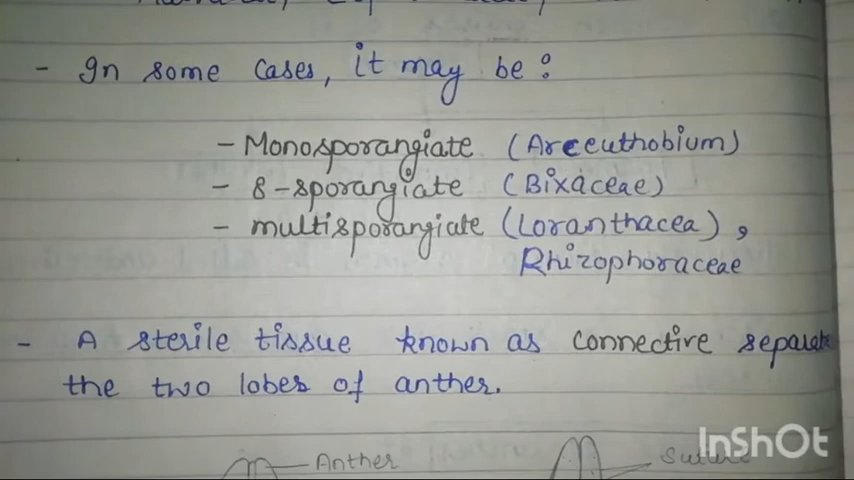 - In some cases, it may be :
- Monosporangiate (Arceuthobium)
- 8-sporangiate (Bixaceae)
- multisporangiate (Loranthacea) ,
Rhizophoraceae
- A sterile tissue known as connective separate
the two lobes of anther.
Anther
Suture
InShOt